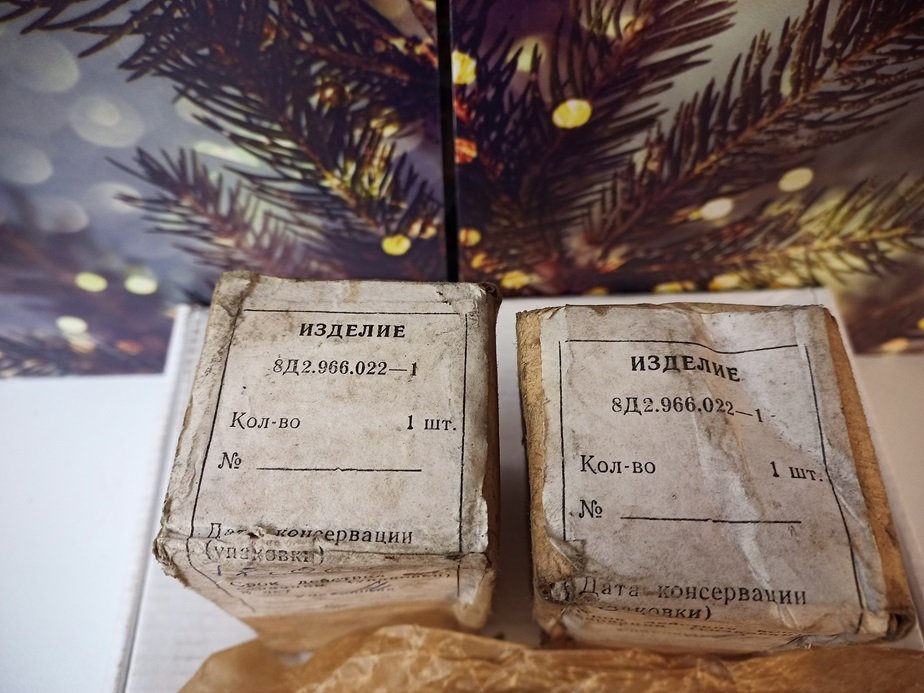 ИЗДЕЛИЕ
8Д2.966.022—1
Кол-во 1 шт.
№
Дата консервации
(упаковки)
ИЗДЕЛИЕ
8Д2.966.022—1
Кол-во 1 шт.
№
Дата консервации
(упаковки)